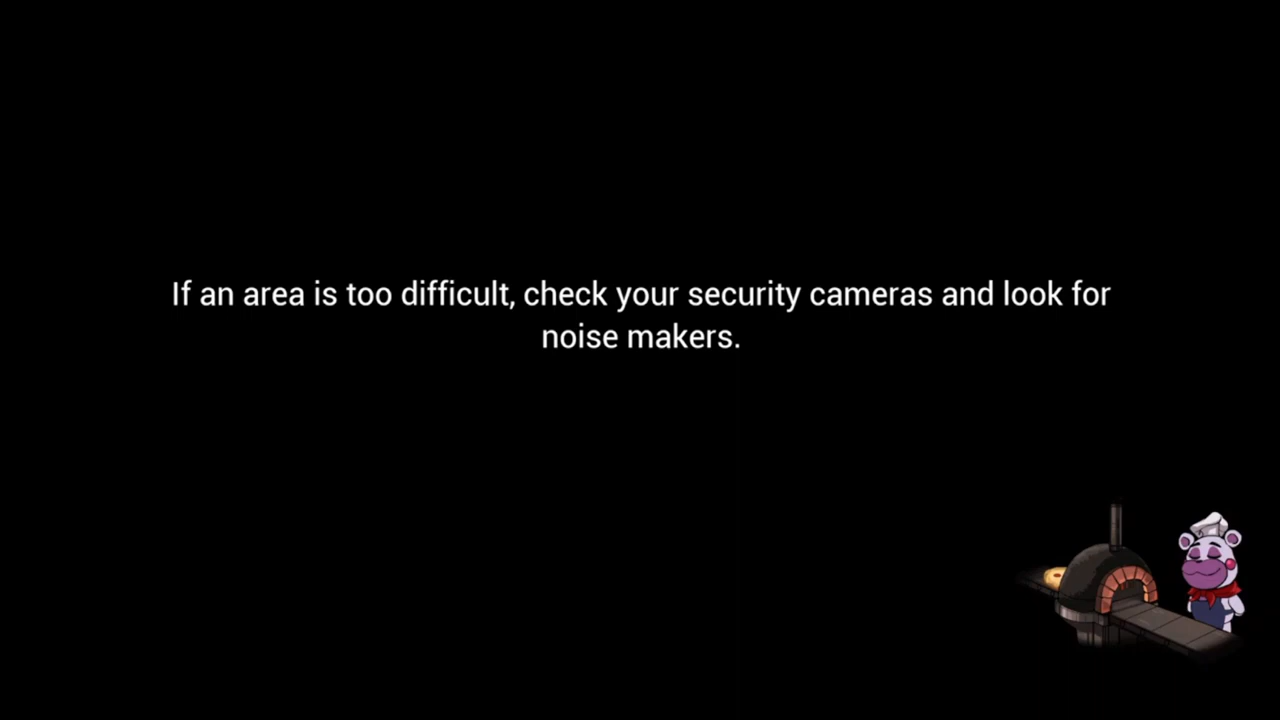 If an area is too difficult, check your security cameras and look for
noise makers.